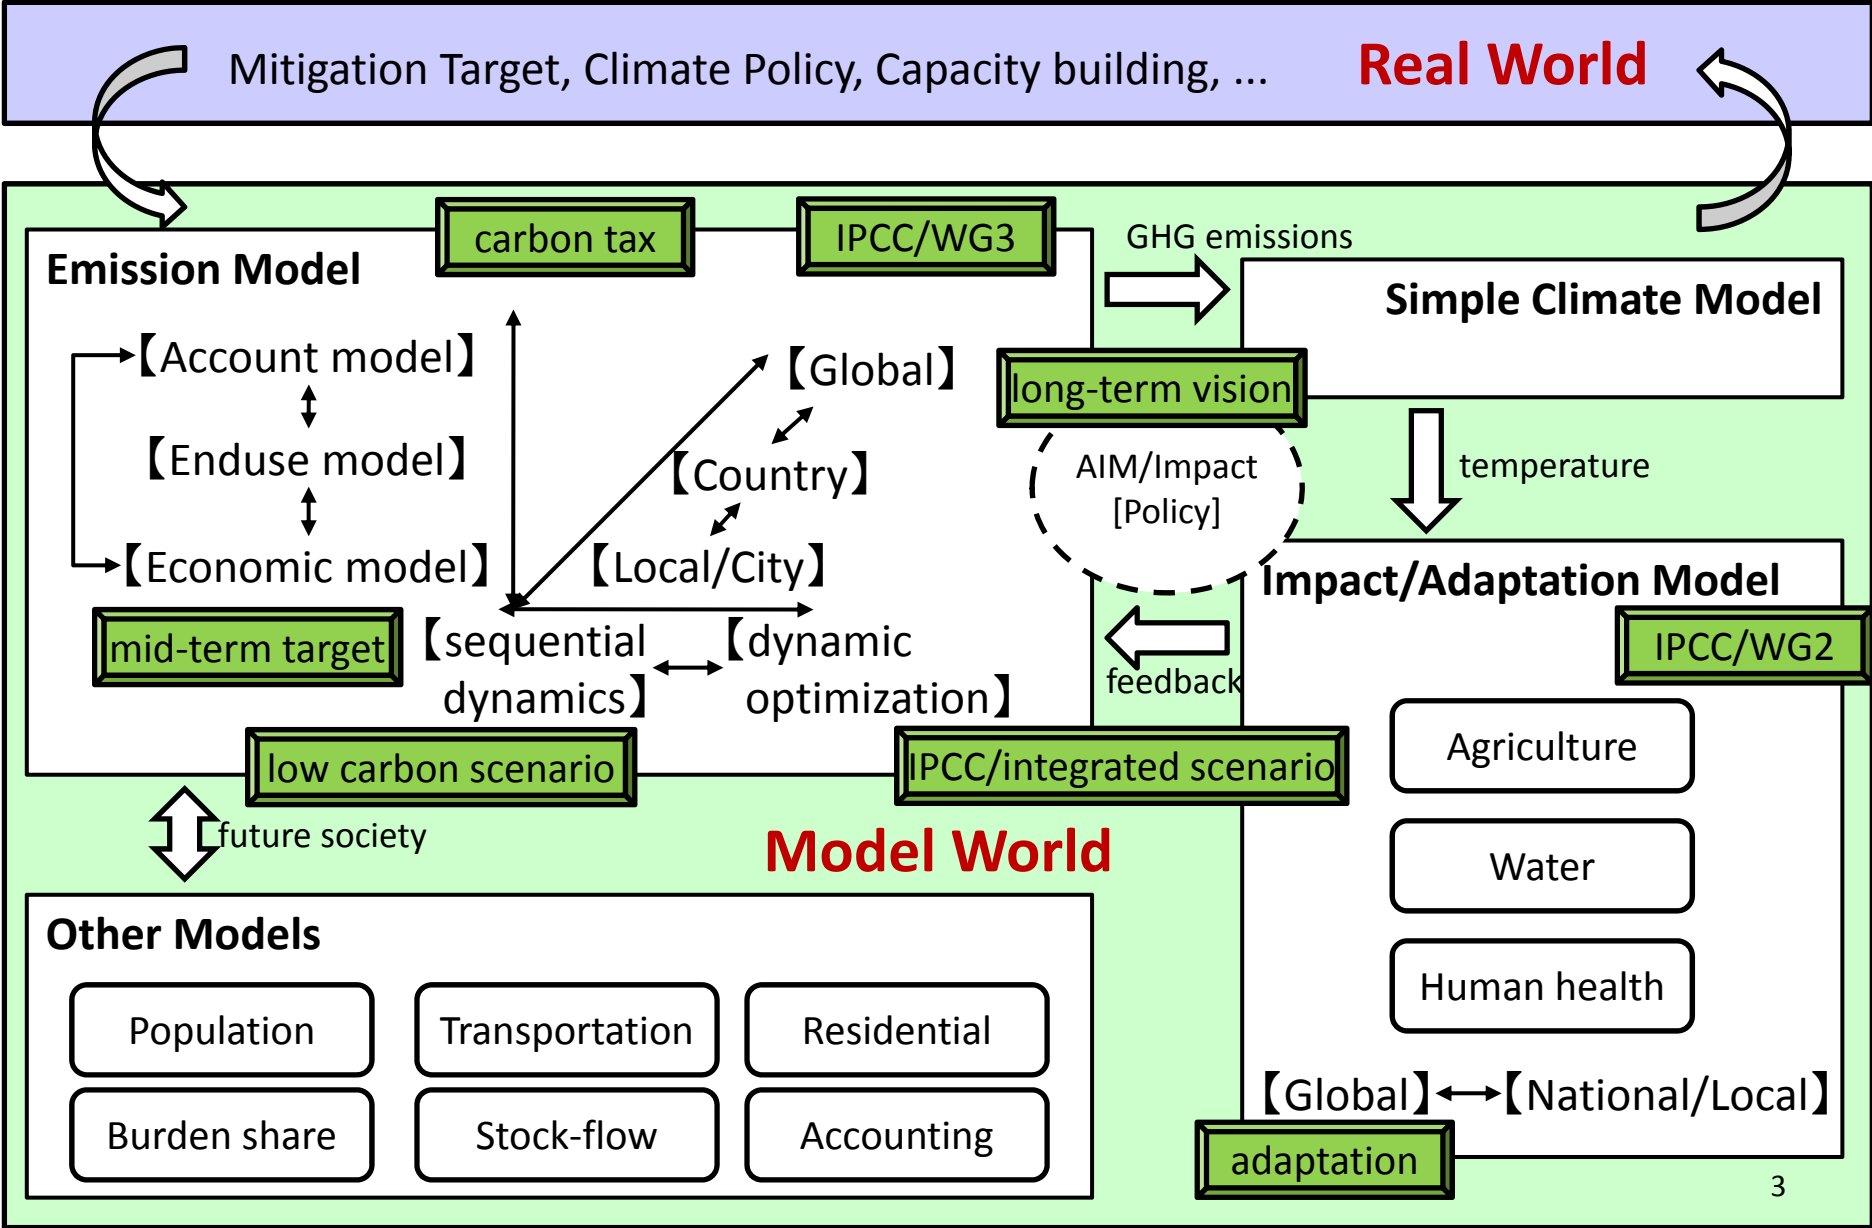 Mitigation Target, Climate Policy, Capacity building, ...
Real World
carbon tax
IPCC/WG3
Emission Model
【Account model】
【Enduse model】
【Economic model】
【Global】
【Country】
【Local/City】
mid-term target
【sequential
dynamics】
【dynamic
optimization】
low carbon scenario
IPCC/integrated scenario
GHG emissions
Simple Climate Model
long-term vision
AIM/Impact
[Policy]
temperature
Impact/Adaptation Model
IPCC/WG2
feedback
Agriculture
Water
Human health
【Global】
【National/Local】
adaptation
future society
Model World
Other Models
Population
Transportation
Residential
Burden share
Stock-flow
Accounting
3